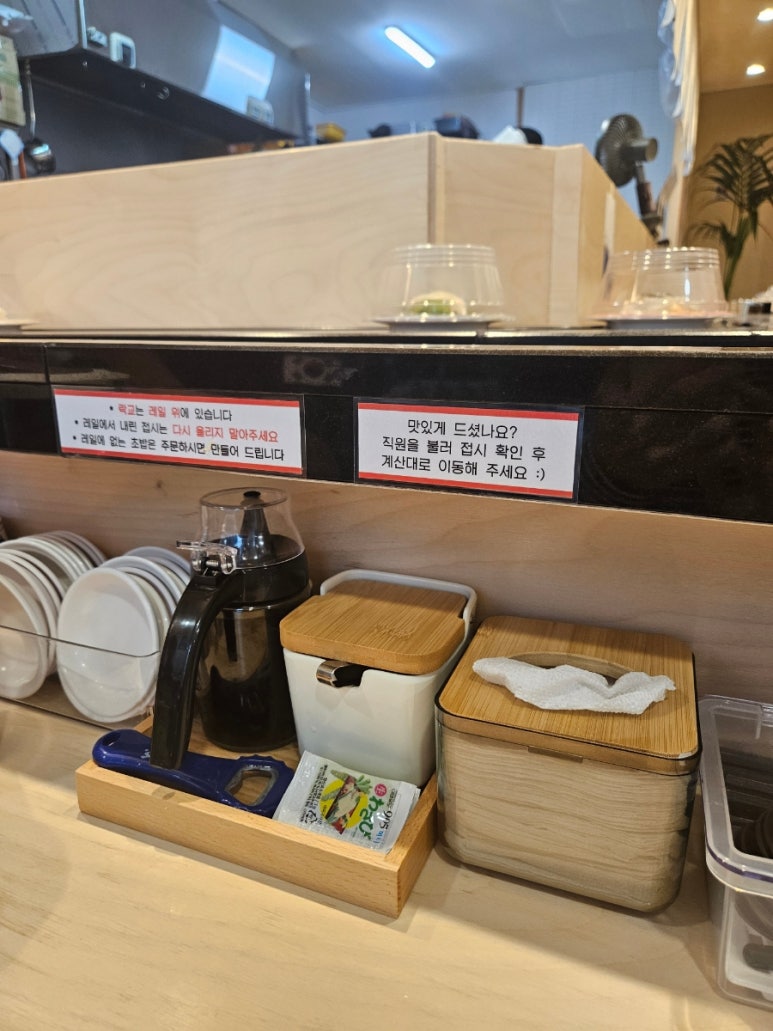 • 락교는 레일 위에 있습니다
• 레일에서 내린 접시는 다시 올리지 말아주세요
• 레일에 없는 초밥은 주문하시면 만들어 드립니다
맛있게 드셨나요?
직원을 불러 접시 확인 후
계산대로 이동해 주세요 :)